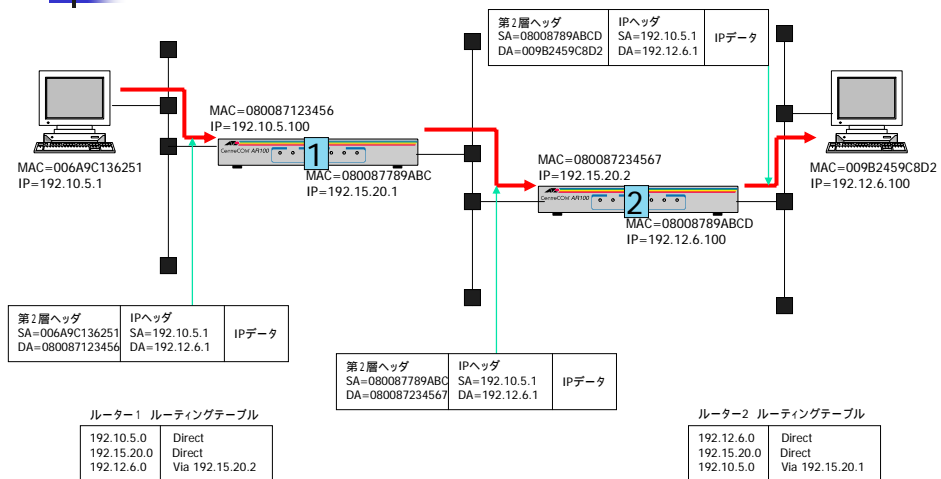 第2層ヘッダ
SA=08008789ABCD
DA=009B2459C8D2
IPヘッダ
SA=192.10.5.1
DA=192.12.6.1
IPデータ
MAC=006A9C136251
IP=192.10.5.1
MAC=080087123456
IP=192.10.5.100
CentreCOM AR100
1
MAC=080087789ABC
IP=192.15.20.1
MAC=080087234567
IP=192.15.20.2
CentreCOM AR100
2
MAC=08008789ABCD
IP=192.12.6.100
MAC=009B2459C8D2
IP=192.12.6.100
第2層ヘッダ
SA=006A9C136251
DA=080087123456
IPヘッダ
SA=192.10.5.1
DA=192.12.6.1
IPデータ
第2層ヘッダ
SA=080087789ABC
DA=080087234567
IPヘッダ
SA=192.10.5.1
DA=192.12.6.1
IPデータ
ルーター1 ルーティングテーブル
192.10.5.0 Direct
192.15.20.0 Direct
192.12.6.0 Via 192.15.20.2
ルーター2 ルーティングテーブル
192.12.6.0 Direct
192.15.20.0 Direct
192.10.5.0 Via 192.15.20.1